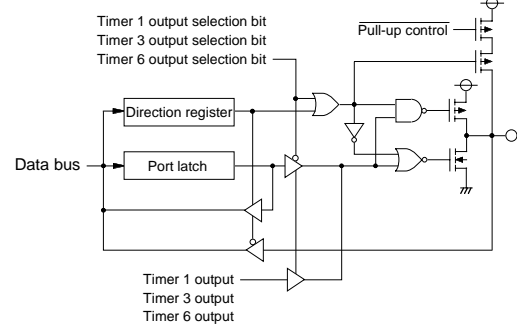 Timer 1 output selection bit
Timer 3 output selection bit
Timer 6 output selection bit
Pull-up control
Direction register
Data bus
Port latch
Timer 1 output
Timer 3 output
Timer 6 output